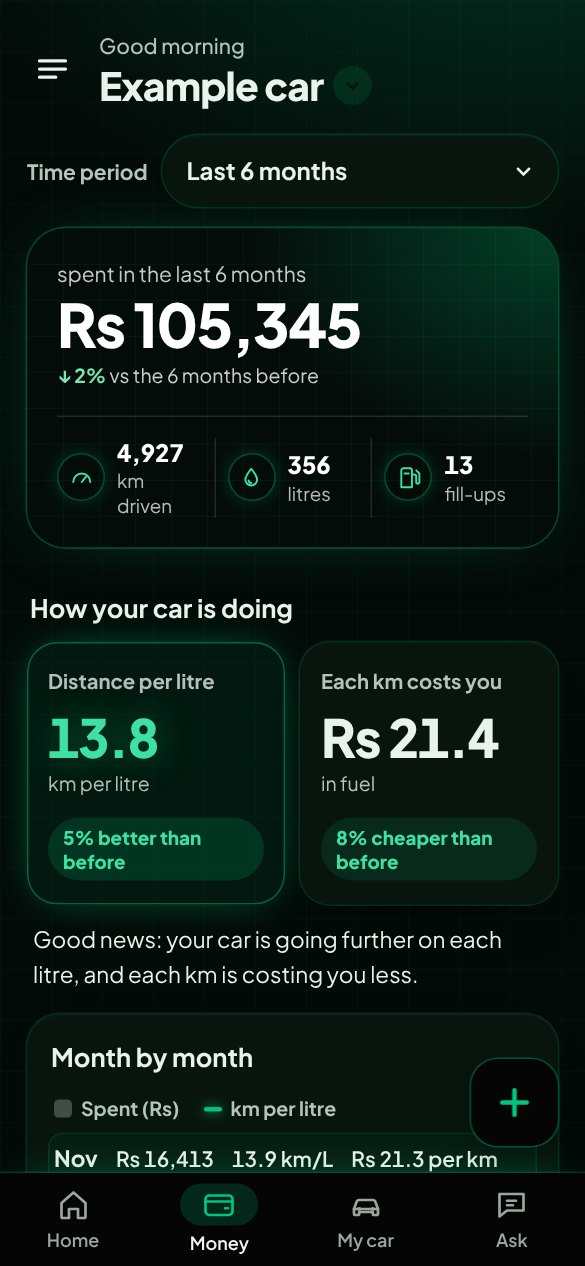 Good morning
Example car
Time period
Last 6 months
spent in the last 6 months
Rs 105,345
↓2% vs the 6 months before
4,927
km
driven
356
litres
13
fill-ups
How your car is doing
Distance per litre
13.8
km per litre
5% better than
before
Each km costs you
Rs 21.4
in fuel
8% cheaper than
before
Good news: your car is going further on each
litre, and each km is costing you less.
Month by month
Spent (Rs)
km per litre
Nov Rs 16,413 13.9 km/L Rs 21.3 per km
Home
Money
My car
Ask